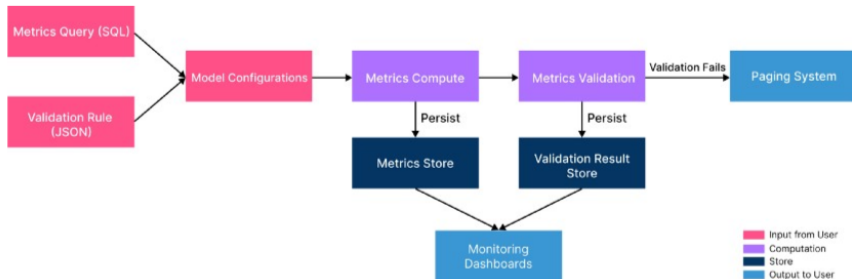 Metrics Query (SQL)
Validation Rule
(JSON)
Model Configurations
Metrics Compute
Metrics Validation
Validation Fails
Paging System
Persist
Persist
Metrics Store
Validation Result
Store
Monitoring
Dashboards
Input from User
Computation
Store
Output to User